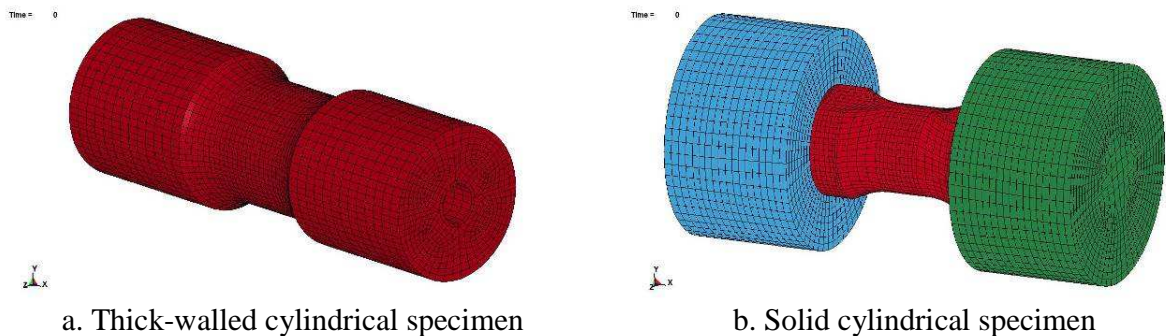 Time = 0
Time = 0
Y
Z X
Y
Z X
a. Thick-walled cylindrical specimen
b. Solid cylindrical specimen